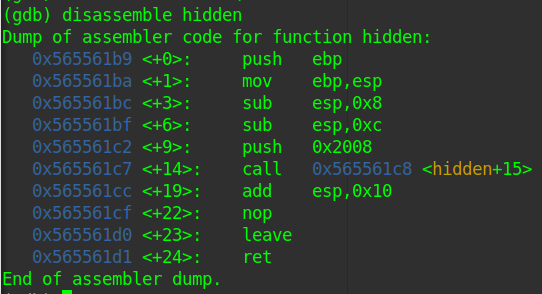 (gdb) disassemble hidden
Dump of assembler code for function hidden:
   0x565561b9 <+0>:     push   ebp
   0x565561ba <+1>:     mov    ebp,esp
   0x565561bc <+3>:     sub    esp,0x8
   0x565561bf <+6>:     sub    esp,0xc
   0x565561c2 <+9>:     push   0x2008
   0x565561c7 <+14>:    call   0x565561c8 <hidden+15>
   0x565561cc <+19>:    add    esp,0x10
   0x565561cf <+22>:    nop
   0x565561d0 <+23>:    leave
   0x565561d1 <+24>:    ret
End of assembler dump.